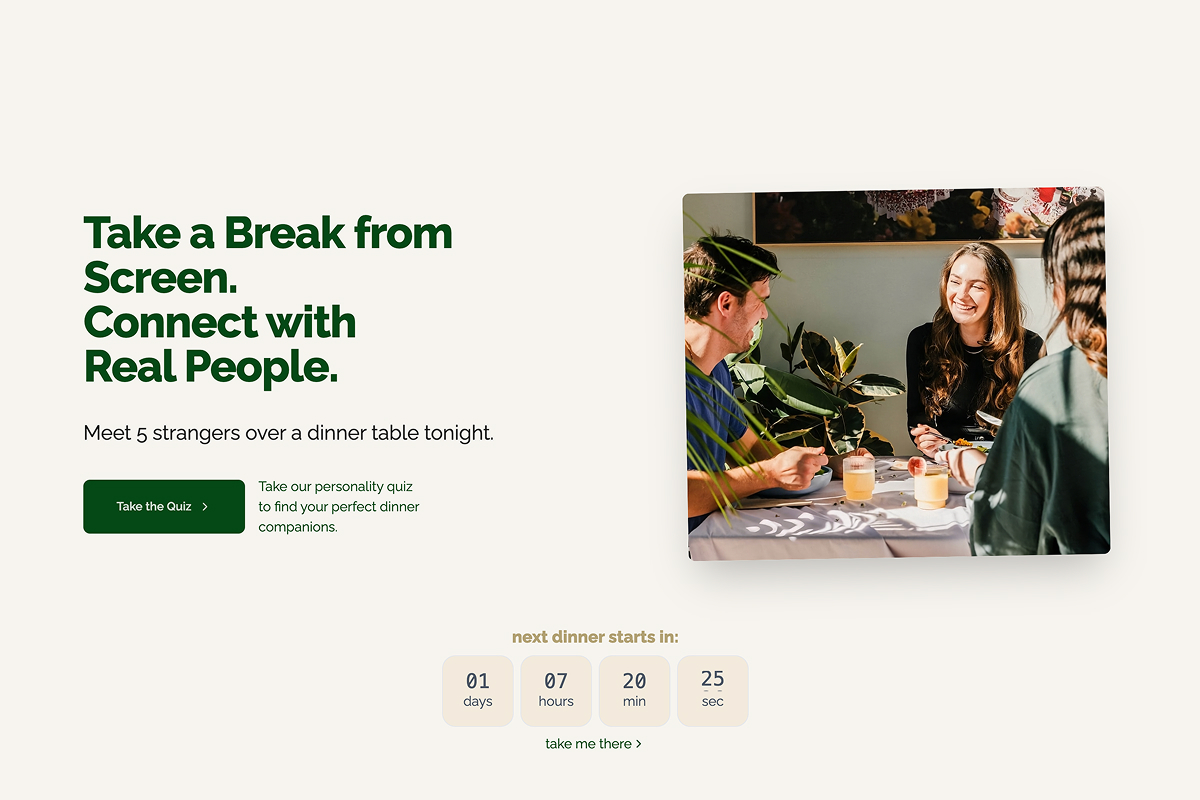 Take a Break from
Screen.
Connect with
Real People.
Meet 5 strangers over a dinner table tonight.
Take the Quiz
Take our personality quiz
to find your perfect dinner
companions.
next dinner starts in:
01 07 20 25
days hours min sec
take me there